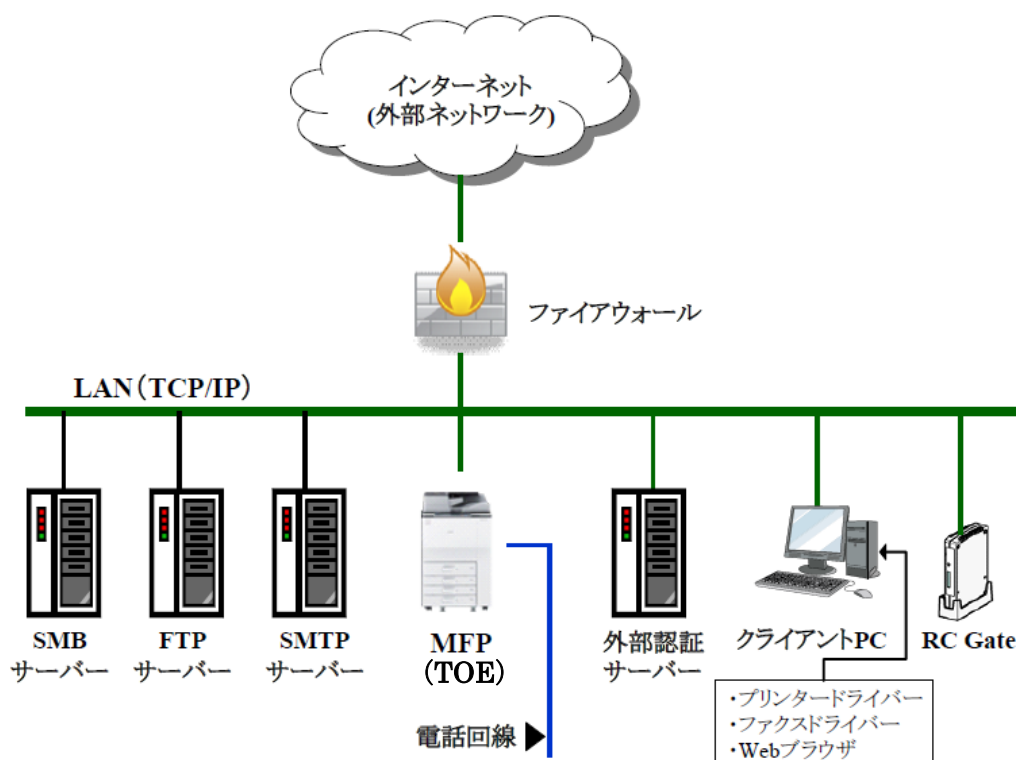 インターネット
(外部ネットワーク)
ファイアウォール
LAN(TCP/IP)
SMB
サーバー
FTP
サーバー
SMTP
サーバー
MFP
(TOE)
外部認証
サーバー
クライアントPC
RC Gate
・プリンタードライバー
・ファクスドライバー
・Webブラウザ
電話回線